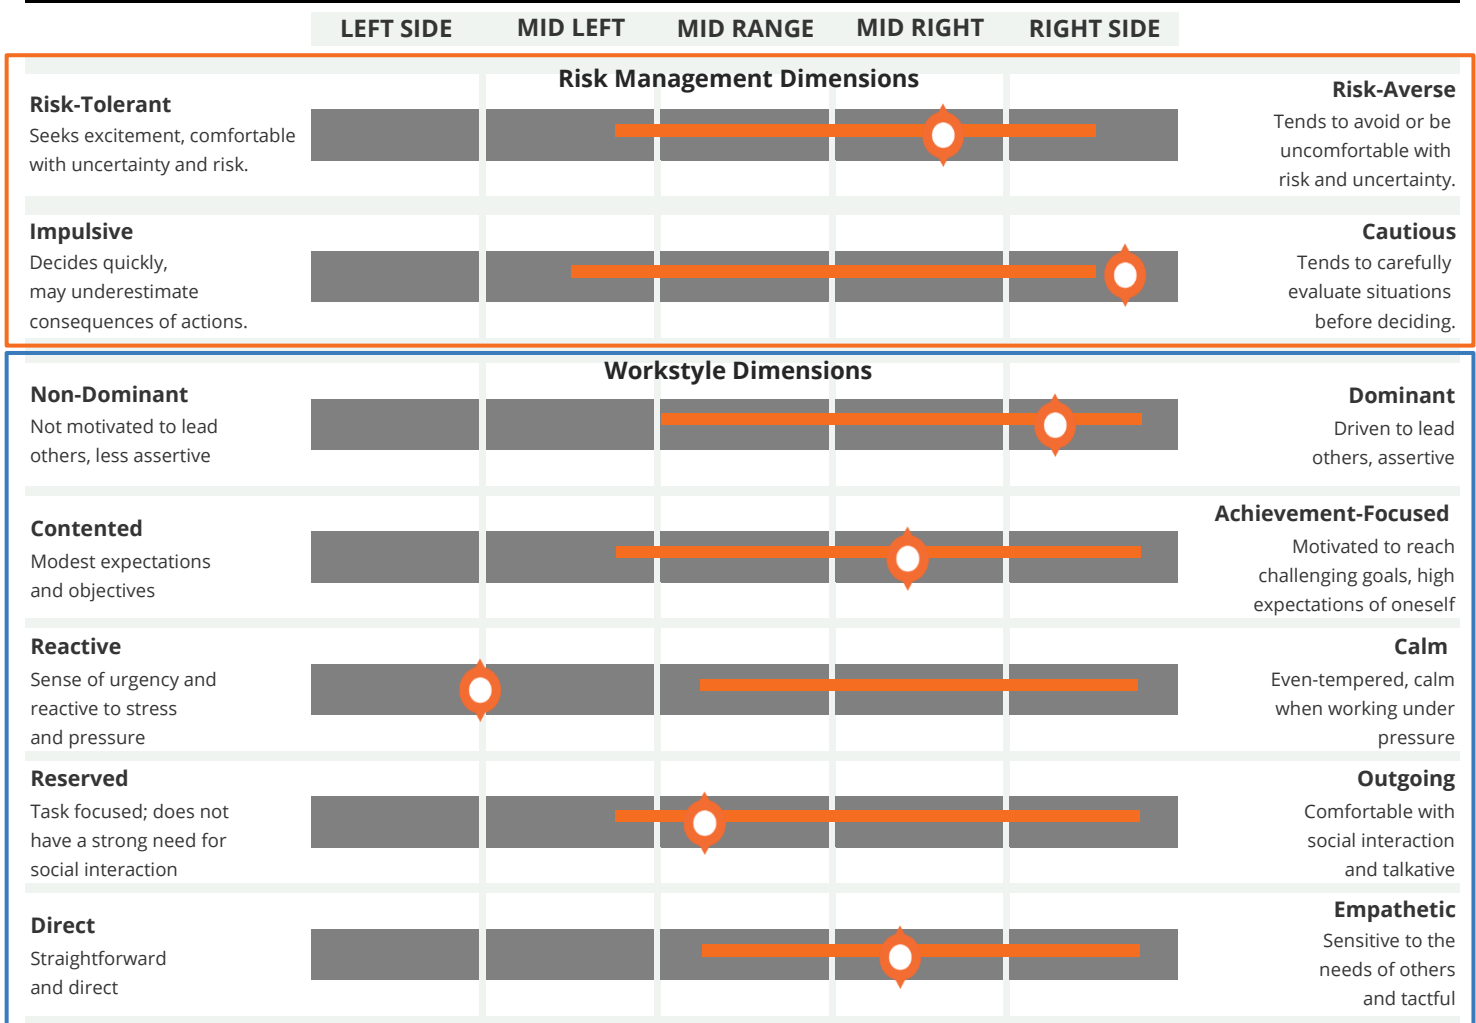 LEFT SIDE MID LEFT MID RANGE MID RIGHT RIGHT SIDE
Risk Management Dimensions
Risk-Tolerant
Seeks excitement, comfortable
with uncertainty and risk.
Risk-Averse
Tends to avoid or be
uncomfortable with
risk and uncertainty.
Impulsive
Decides quickly,
may underestimate
consequences of actions.
Cautious
Tends to carefully
evaluate situations
before deciding.
Workstyle Dimensions
Non-Dominant
Not motivated to lead
others, less assertive
Dominant
Driven to lead
others, assertive
Contented
Modest expectations
and objectives
Achievement-Focused
Motivated to reach
challenging goals, high
expectations of oneself
Reactive
Sense of urgency and
reactive to stress
and pressure
Calm
Even-tempered, calm
when working under
pressure
Reserved
Task focused; does not
have a strong need for
social interaction
Outgoing
Comfortable with
social interaction
and talkative
Direct
Straightforward
and direct
Empathetic
Sensitive to the
needs of others
and tactful